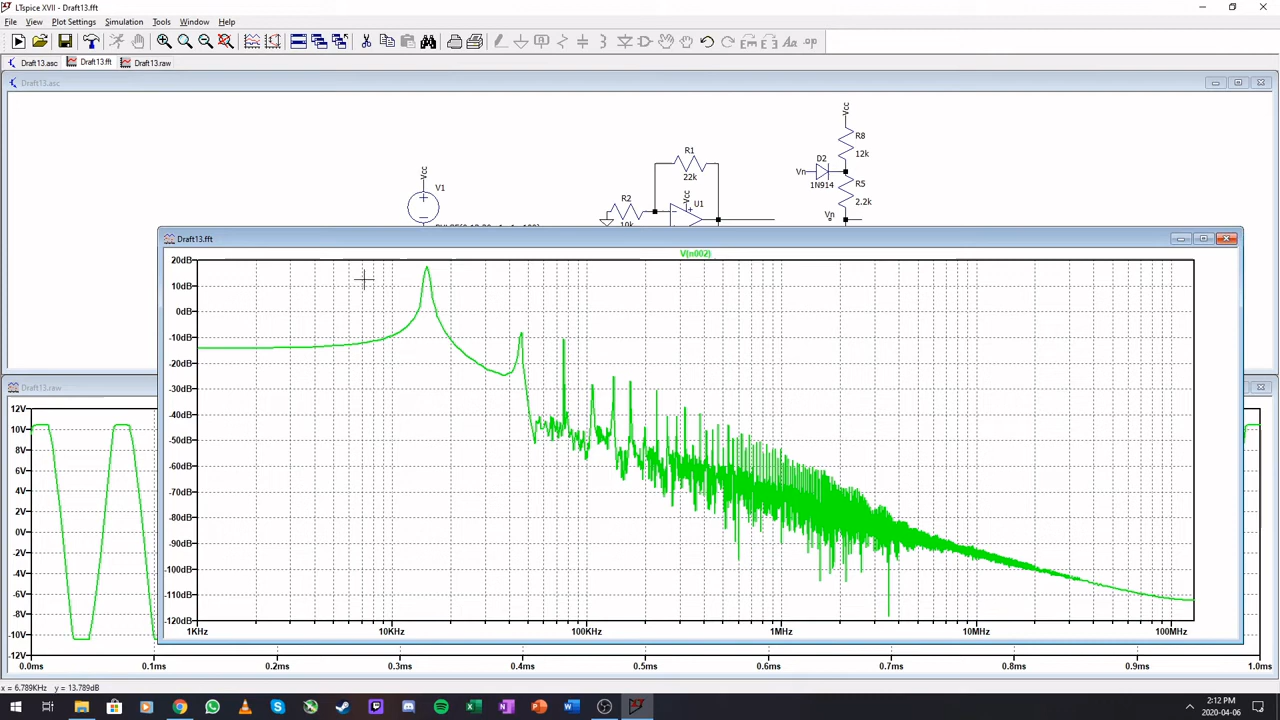 LTspice XVII - Draft13.fft
File View Plot Settings Simulation Tools Window Help
Draft13.asc Draft13.fft Draft13.raw
Draft13.asc
Vcc
R8
12k
D2
Vn
1N914
R5
2.2k
Vn
R1
22k
Vcc
U1
R2
10k
Vcc
V1
Draft13.fft
V(n002)
20dB
10dB
0dB
-10dB
-20dB
-30dB
-40dB
-50dB
-60dB
-70dB
-80dB
-90dB
-100dB
-110dB
-120dB
1KHz 10KHz 100KHz 1MHz 10MHz 100MHz
Draft13.raw
12V
10V
8V
6V
4V
2V
0V
-2V
-4V
-6V
-8V
-10V
-12V
0.0ms 0.1ms 0.2ms 0.3ms 0.4ms 0.5ms 0.6ms 0.7ms 0.8ms 0.9ms 1.0ms
x = 6.789KHz y = 13.789dB
2:12 PM
2020-04-06